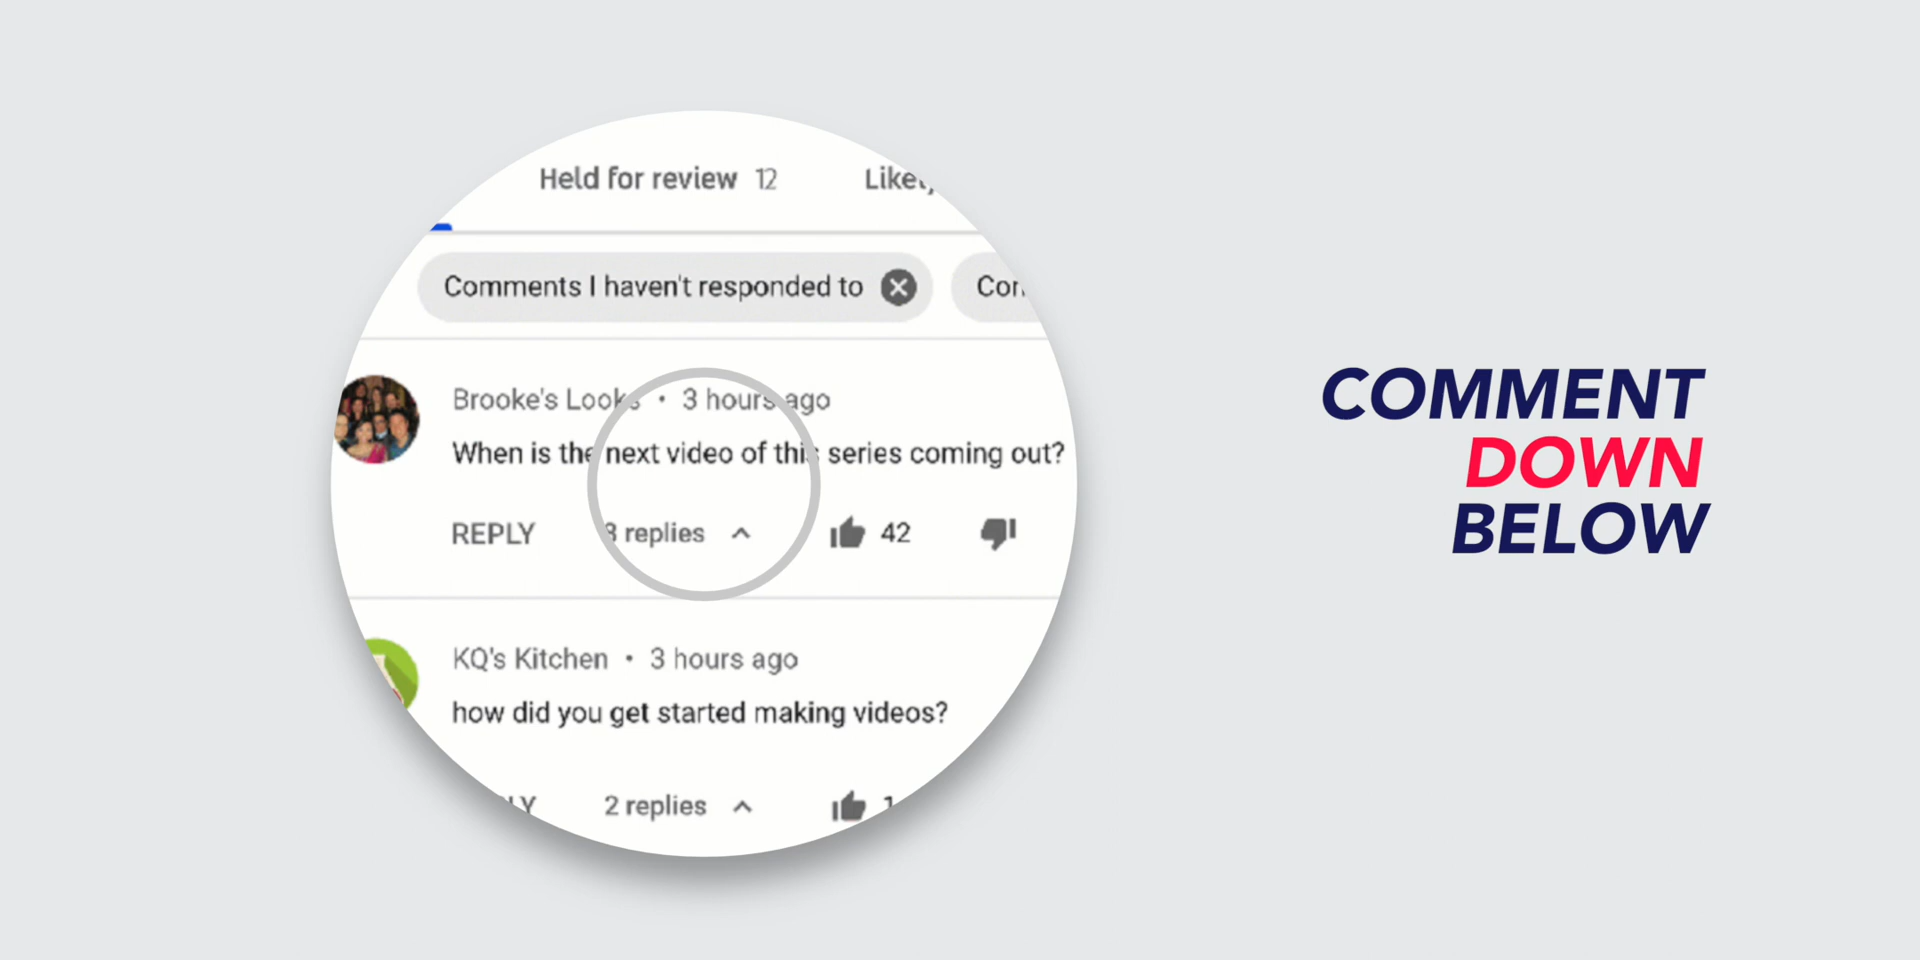 Held for review 12
Comments I haven't responded to
Brooke's Looks • 3 hours ago
When is the next video of this series coming out?
REPLY replies 42
KQ's Kitchen • 3 hours ago
how did you get started making videos?
2 replies
COMMENT
DOWN
BELOW